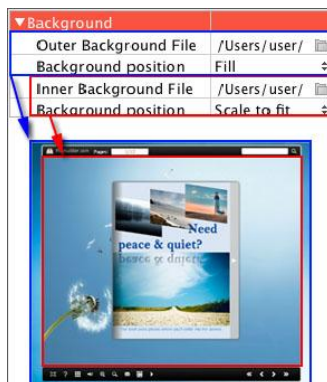 ▼Background
Outer Background File /Users/user/
Background position Fill
Inner Background File /Users/user/
Background position Scale to fit
Pages:
Need
peace & quiet?